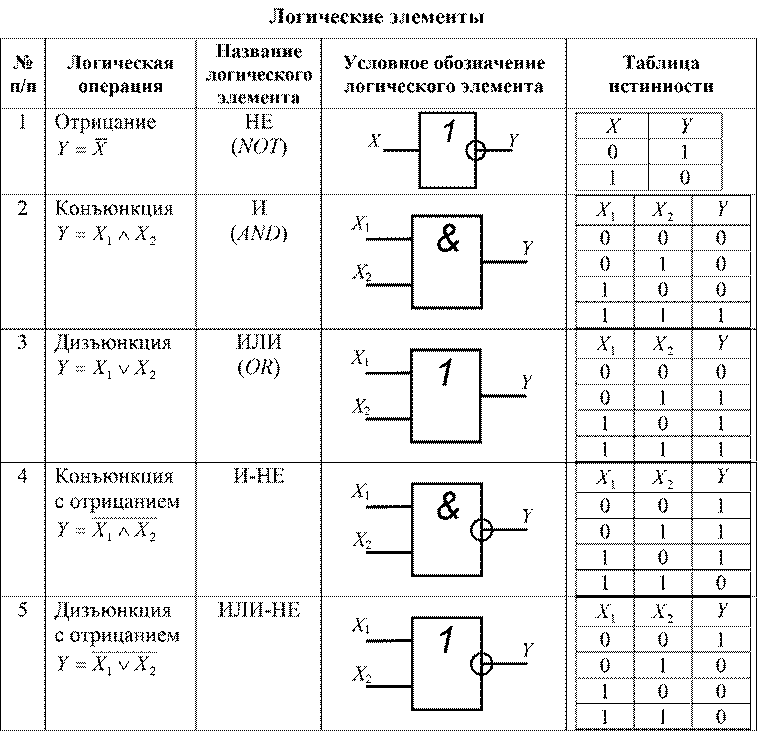 Логические элементы
№ п/п Логическая операция Название логического элемента Условное обозначение логического элемента Таблица истинности
1 Отрицание НЕ
Y = X̅ (NOT)
X 1 Y
X Y
0 1
1 0
2 Конъюнкция И
Y = X₁ ∧ X₂ (AND)
X₁ & Y
X₂
X₁ X₂ Y
0 0 0
0 1 0
1 0 0
1 1 1
3 Дизъюнкция ИЛИ
Y = X₁ ∨ X₂ (OR)
X₁ 1 Y
X₂
X₁ X₂ Y
0 0 0
0 1 1
1 0 1
1 1 1
4 Конъюнкция И-НЕ
с отрицанием
Y = X̅₁̅ ̅∧̅ ̅X̅₂̅
X₁ & Y
X₂
X₁ X₂ Y
0 0 1
0 1 1
1 0 1
1 1 0
5 Дизъюнкция ИЛИ-НЕ
с отрицанием
Y = X̅₁̅ ̅∨̅ ̅X̅₂̅
X₁ 1 Y
X₂
X₁ X₂ Y
0 0 1
0 1 0
1 0 0
1 1 0